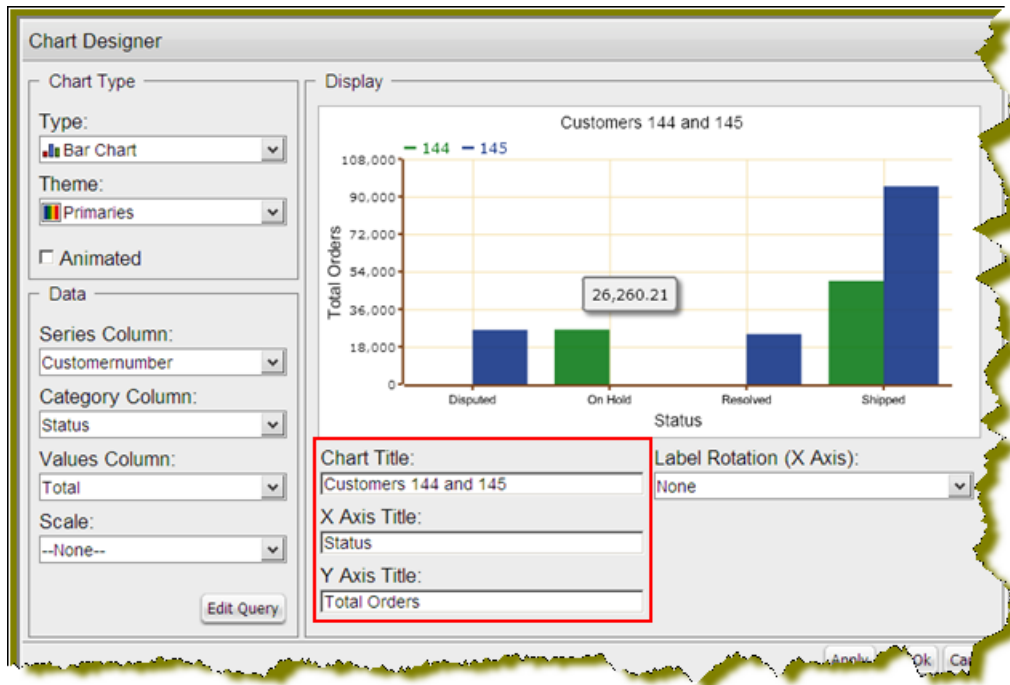 Chart Designer
Chart Type
Type:
Bar Chart
Theme:
Primaries
Animated
Data
Series Column:
Customernumber
Category Column:
Status
Values Column:
Total
Scale:
--None--
Edit Query
Display
Customers 144 and 145
144 145
108,000
90,000
72,000
54,000
36,000
18,000
0
Total Orders
26,260.21
Disputed On Hold Resolved Shipped
Status
Chart Title:
Customers 144 and 145
X Axis Title:
Status
Y Axis Title:
Total Orders
Label Rotation (X Axis):
None
Apply Ok